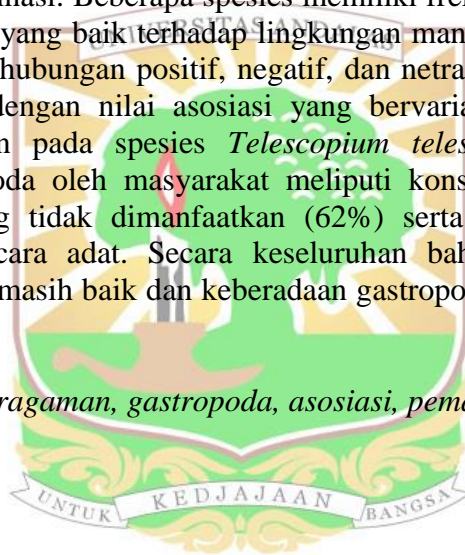 masi. Beberapa spesies memiliki fre
yang baik terhadap lingkungan man
hubungan positif, negatif, dan netra
dengan nilai asosiasi yang bervaria
pada spesies Telescopium teles
oda oleh masyarakat meliputi kons
g tidak dimanfaatkan (62%) serta
cara adat. Secara keseluruhan bah
masih baik dan keberadaan gastropo
ragaman, gastropoda, asosiasi, pema
UNTUK KEDJAJAAN BANGSA